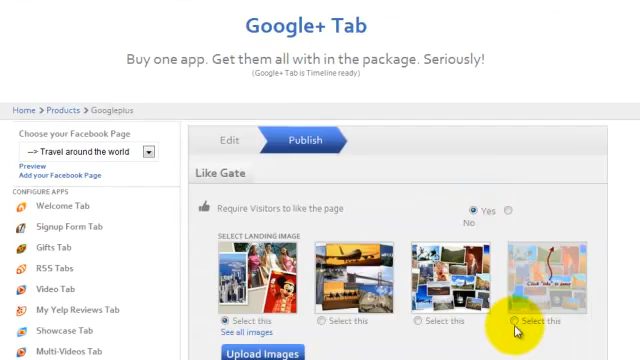 Google+ Tab
Buy one app. Get them all with in the package. Seriously!
(Google+ Tab is Timeline ready)
Home > Products > Googleplus
Choose your Facebook Page
--> Travel around the world
Preview
Add your Facebook Page
CONFIGURE APPS
Welcome Tab
Signup Form Tab
Gifts Tab
RSS Tabs
Video Tab
My Yelp Reviews Tab
Showcase Tab
Multi-Videos Tab
Edit
Publish
Like Gate
Require Visitors to like the page
Yes
No
SELECT LANDING IMAGE
Select this
Select this
Select this
Select this
See all images
Upload Images